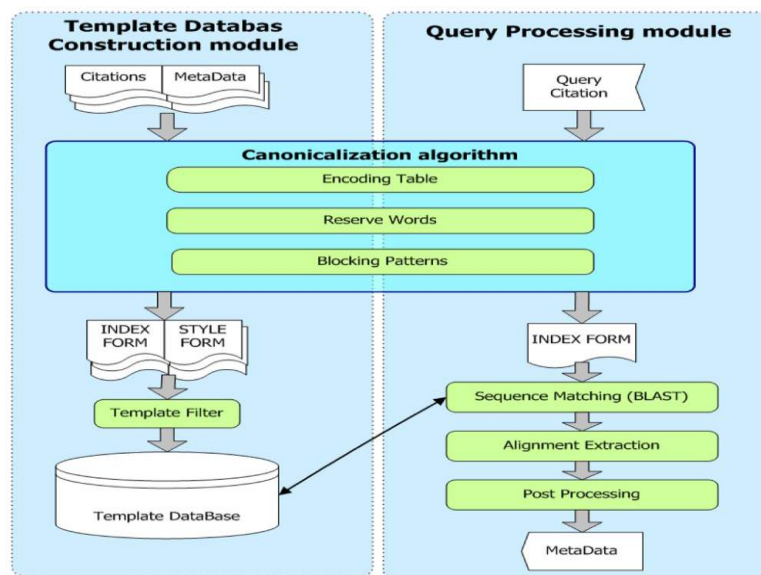 Template Databas
Construction module
Query Processing module
Citations
MetaData
Query
Citation
Canonicalization algorithm
Encoding Table
Reserve Words
Blocking Patterns
INDEX
FORM
STYLE
FORM
INDEX FORM
Template Filter
Sequence Matching (BLAST)
Alignment Extraction
Template DataBase
Post Processing
MetaData